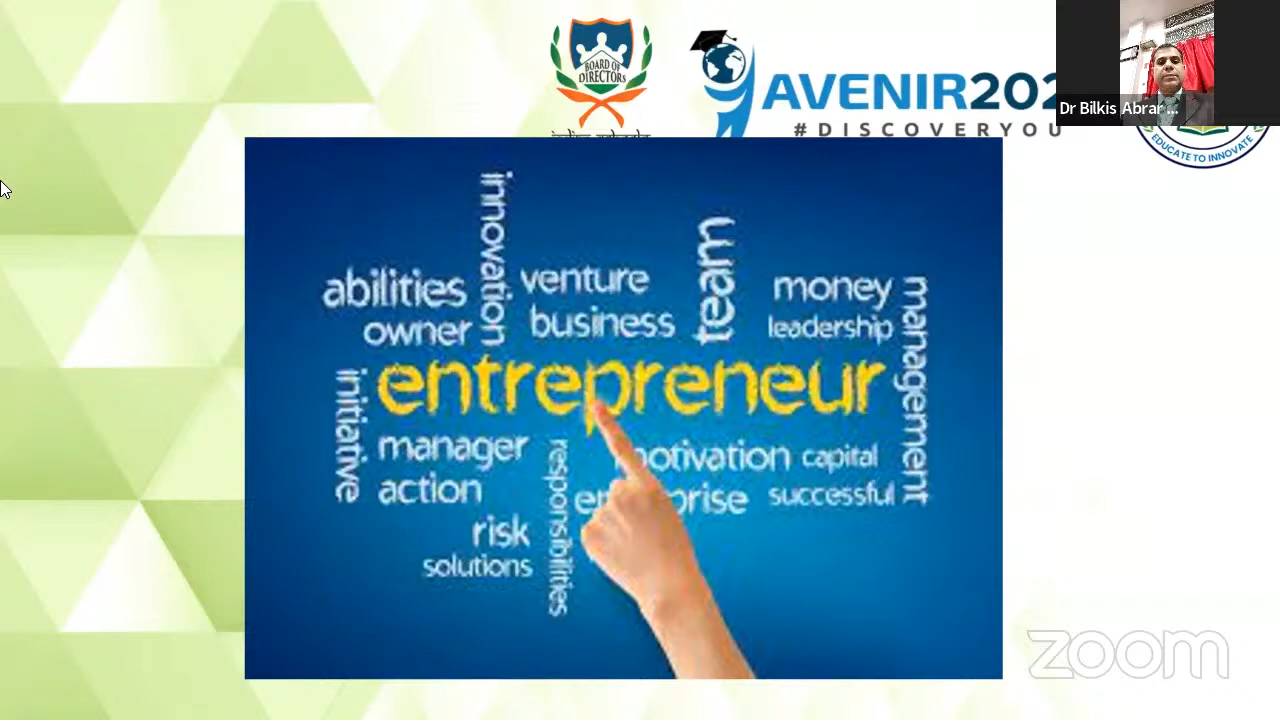 BOARD OF
DIRECTORS
AVENIR202
#DISCOVERYOU
Dr Bilkis Abrar ...
EDUCATE TO INNOVATE
innovation
team
abilities
venture
money
management
owner
business
leadership
entrepreneur
initiative
manager
responsibilities
motivation
capital
action
enterprise
successful
risk
solutions
zoom